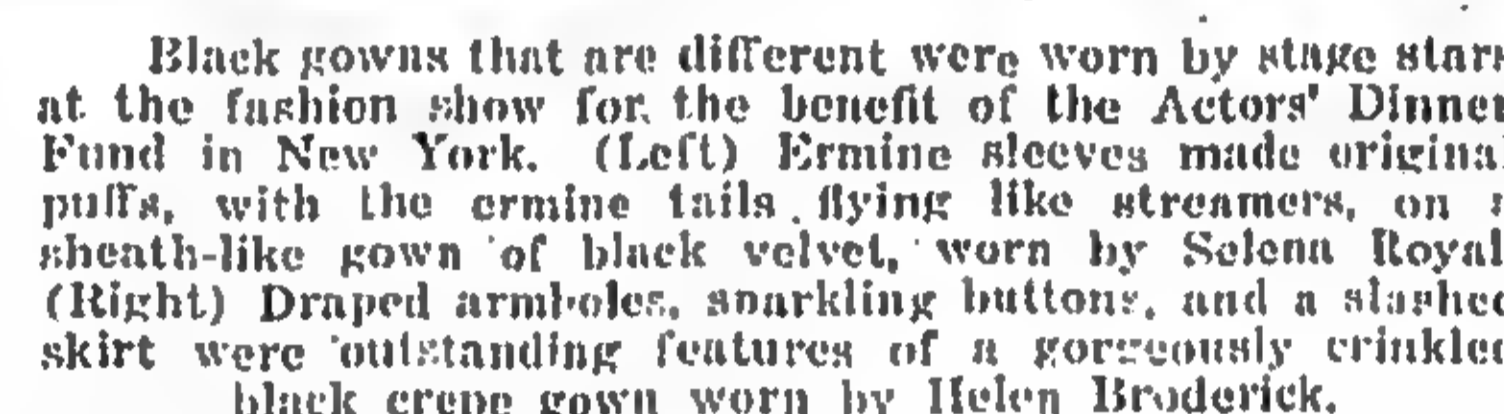 Black gowns that are different were worn by stage stars
at the fashion show for the benefit of the Actors' Dinner
Fund in New York. (Left) Ermine sleeves made original
puffs, with the ermine tails flying like streamers, on a
sheath-like gown of black velvet, worn by Selena Royal
(Right) Draped armholes, sparkling buttons, and a slashed
skirt were outstanding features of a gorgeously crinkled
black crepe gown worn by Helen Broderick.